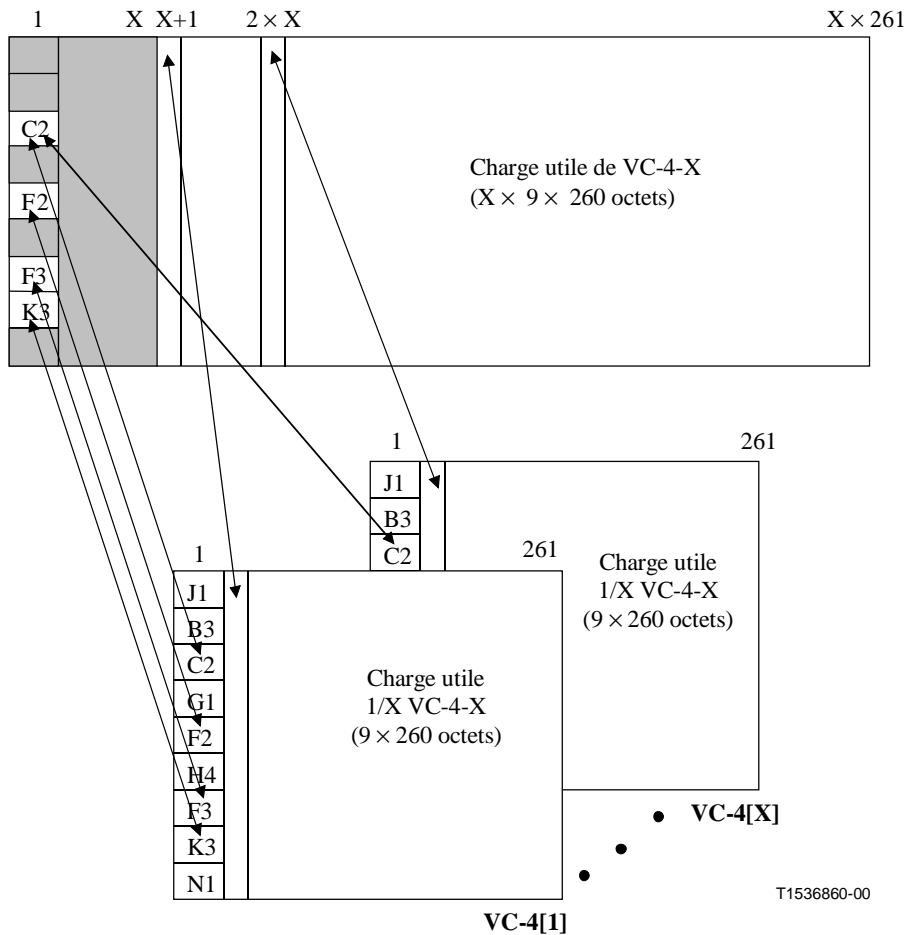 1 X X+1 2 × X X × 261
C2
F2
F3
K3
Charge utile de VC-4-X
(X × 9 × 260 octets)
1 261
J1
B3
C2
Charge utile
1/X VC-4-X
(9 × 260 octets)
VC-4[X]
1 261
J1
B3
C2
G1
F2
H4
F3
K3
N1
Charge utile
1/X VC-4-X
(9 × 260 octets)
VC-4[1]
T1536860-00